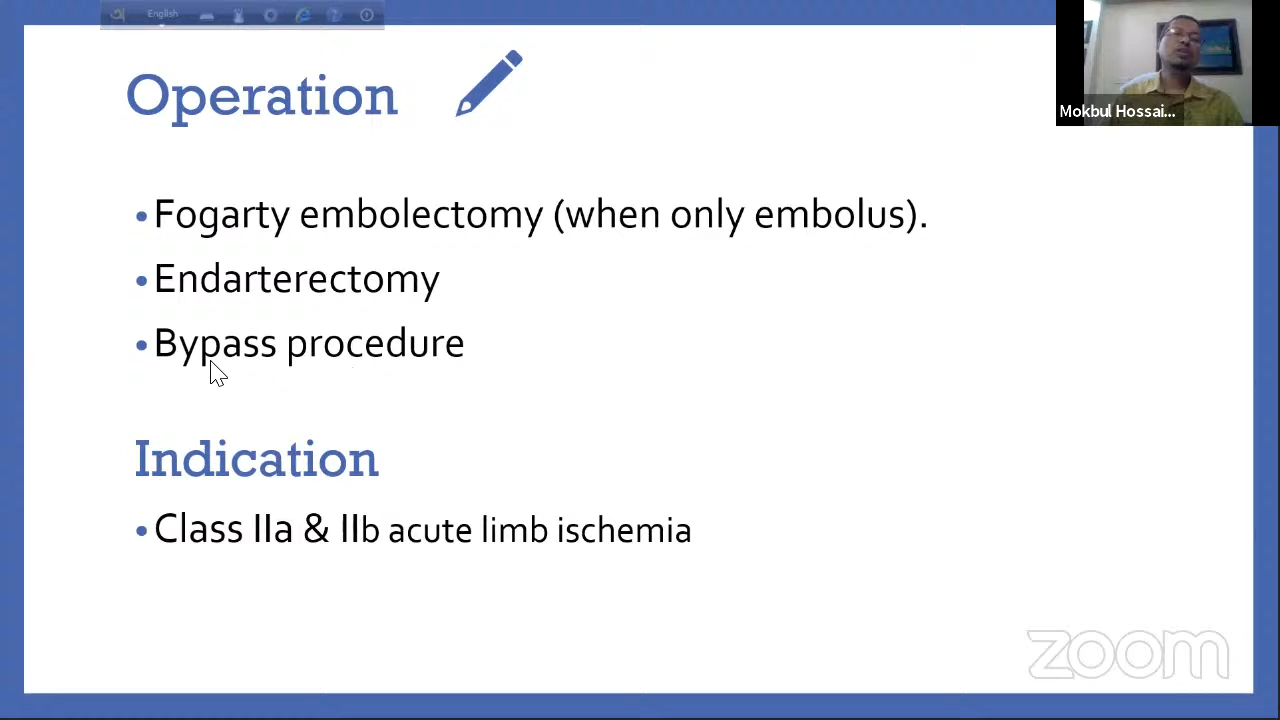 English
Operation
Mokbul Hossai...
• Fogarty embolectomy (when only embolus).
• Endarterectomy
• Bypass procedure
Indication
• Class IIa & IIb acute limb ischemia
zoom